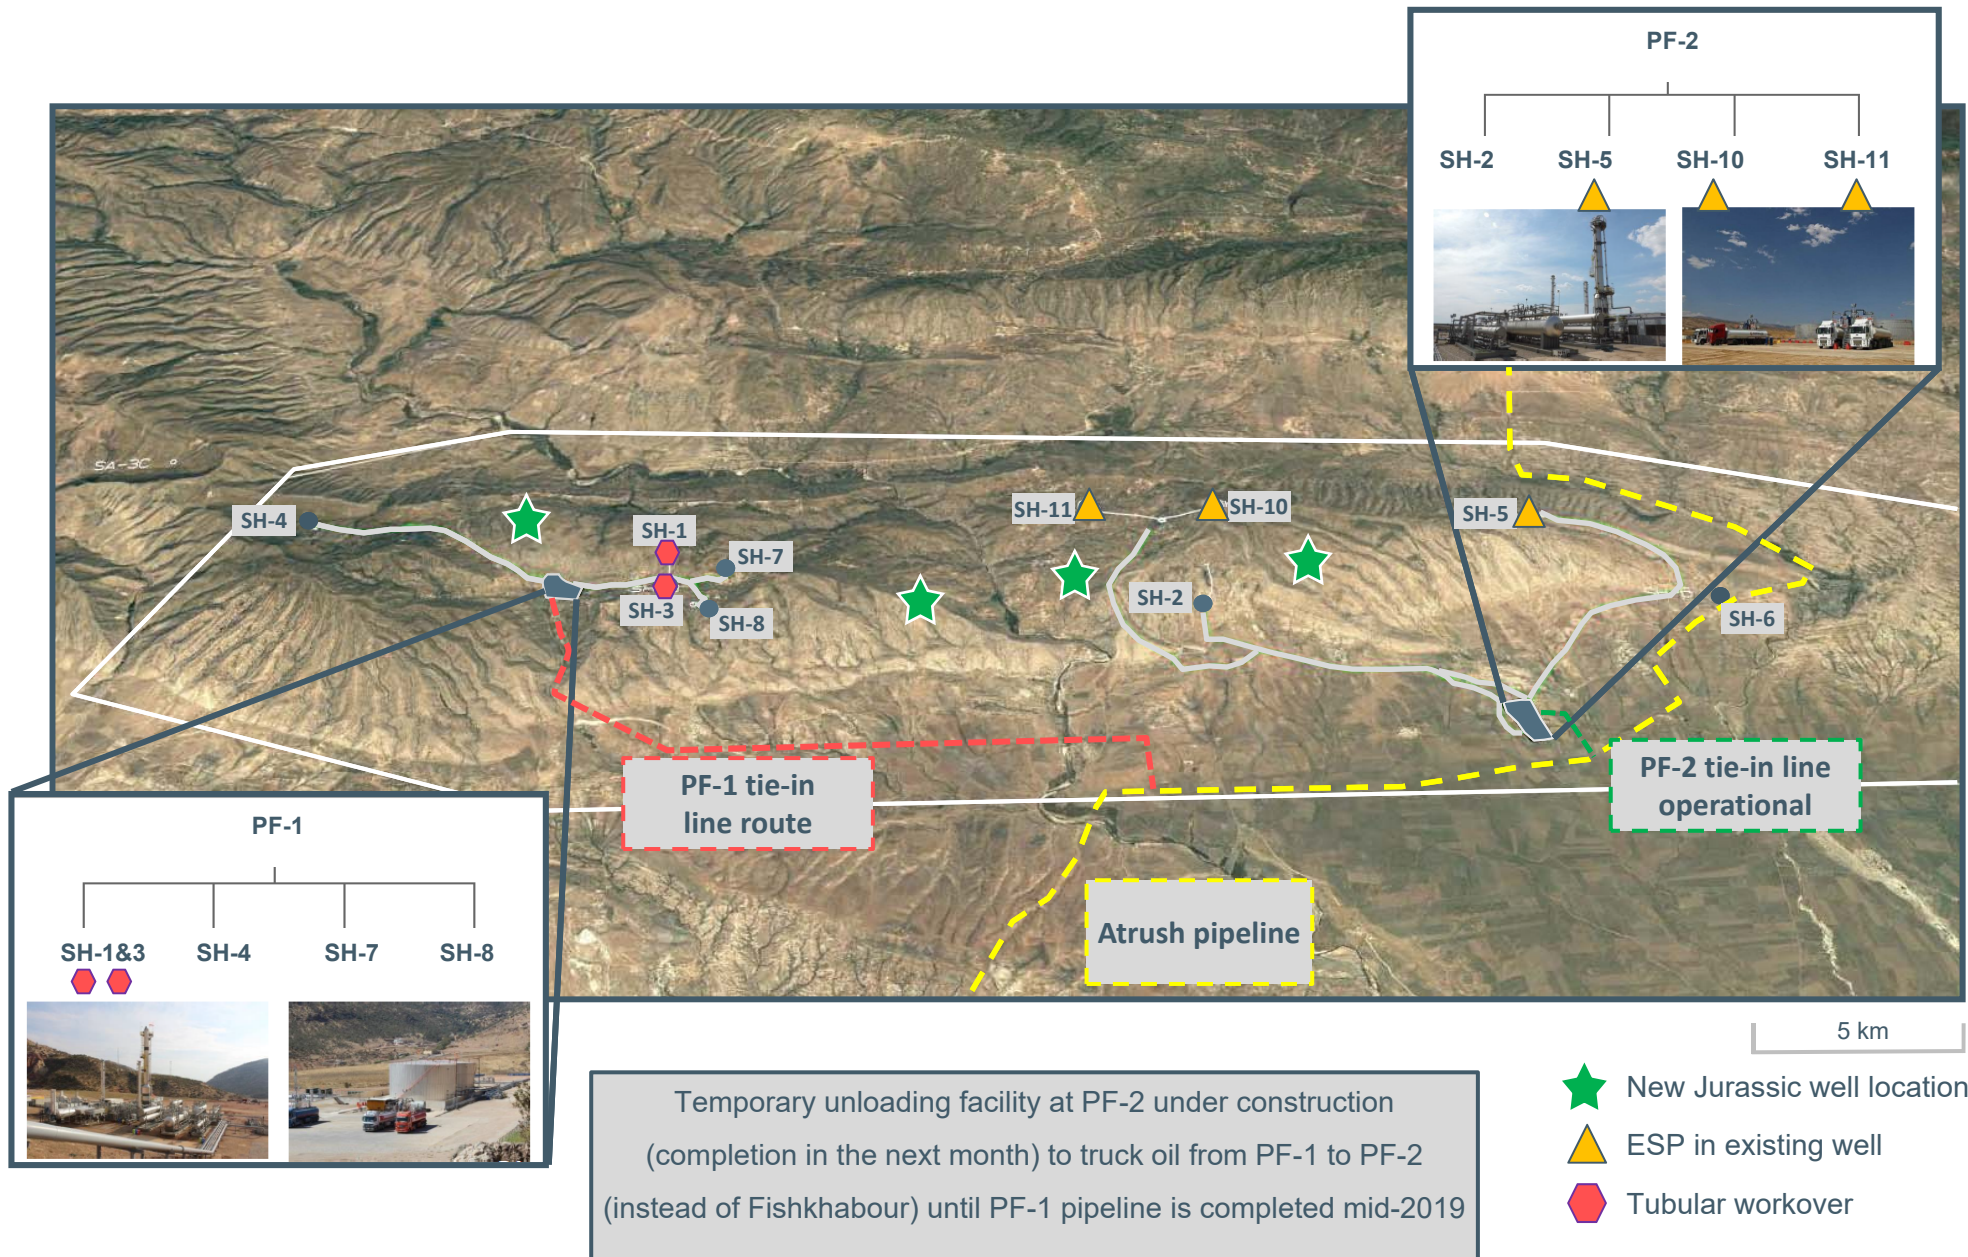 PF-2
SH-2
SH-5
SH-10
SH-11
SA-3C
SH-4
SH-1
SH-3
SH-7
SH-8
SH-11
SH-10
SH-2
SH-5
SH-6
PF-1 tie-in
line route
PF-2 tie-in line
operational
Atrush pipeline
PF-1
SH-1&3
SH-4
SH-7
SH-8
5 km
New Jurassic well location
ESP in existing well
Tubular workover
Temporary unloading facility at PF-2 under construction
(completion in the next month) to truck oil from PF-1 to PF-2
(instead of Fishkhabour) until PF-1 pipeline is completed mid-2019